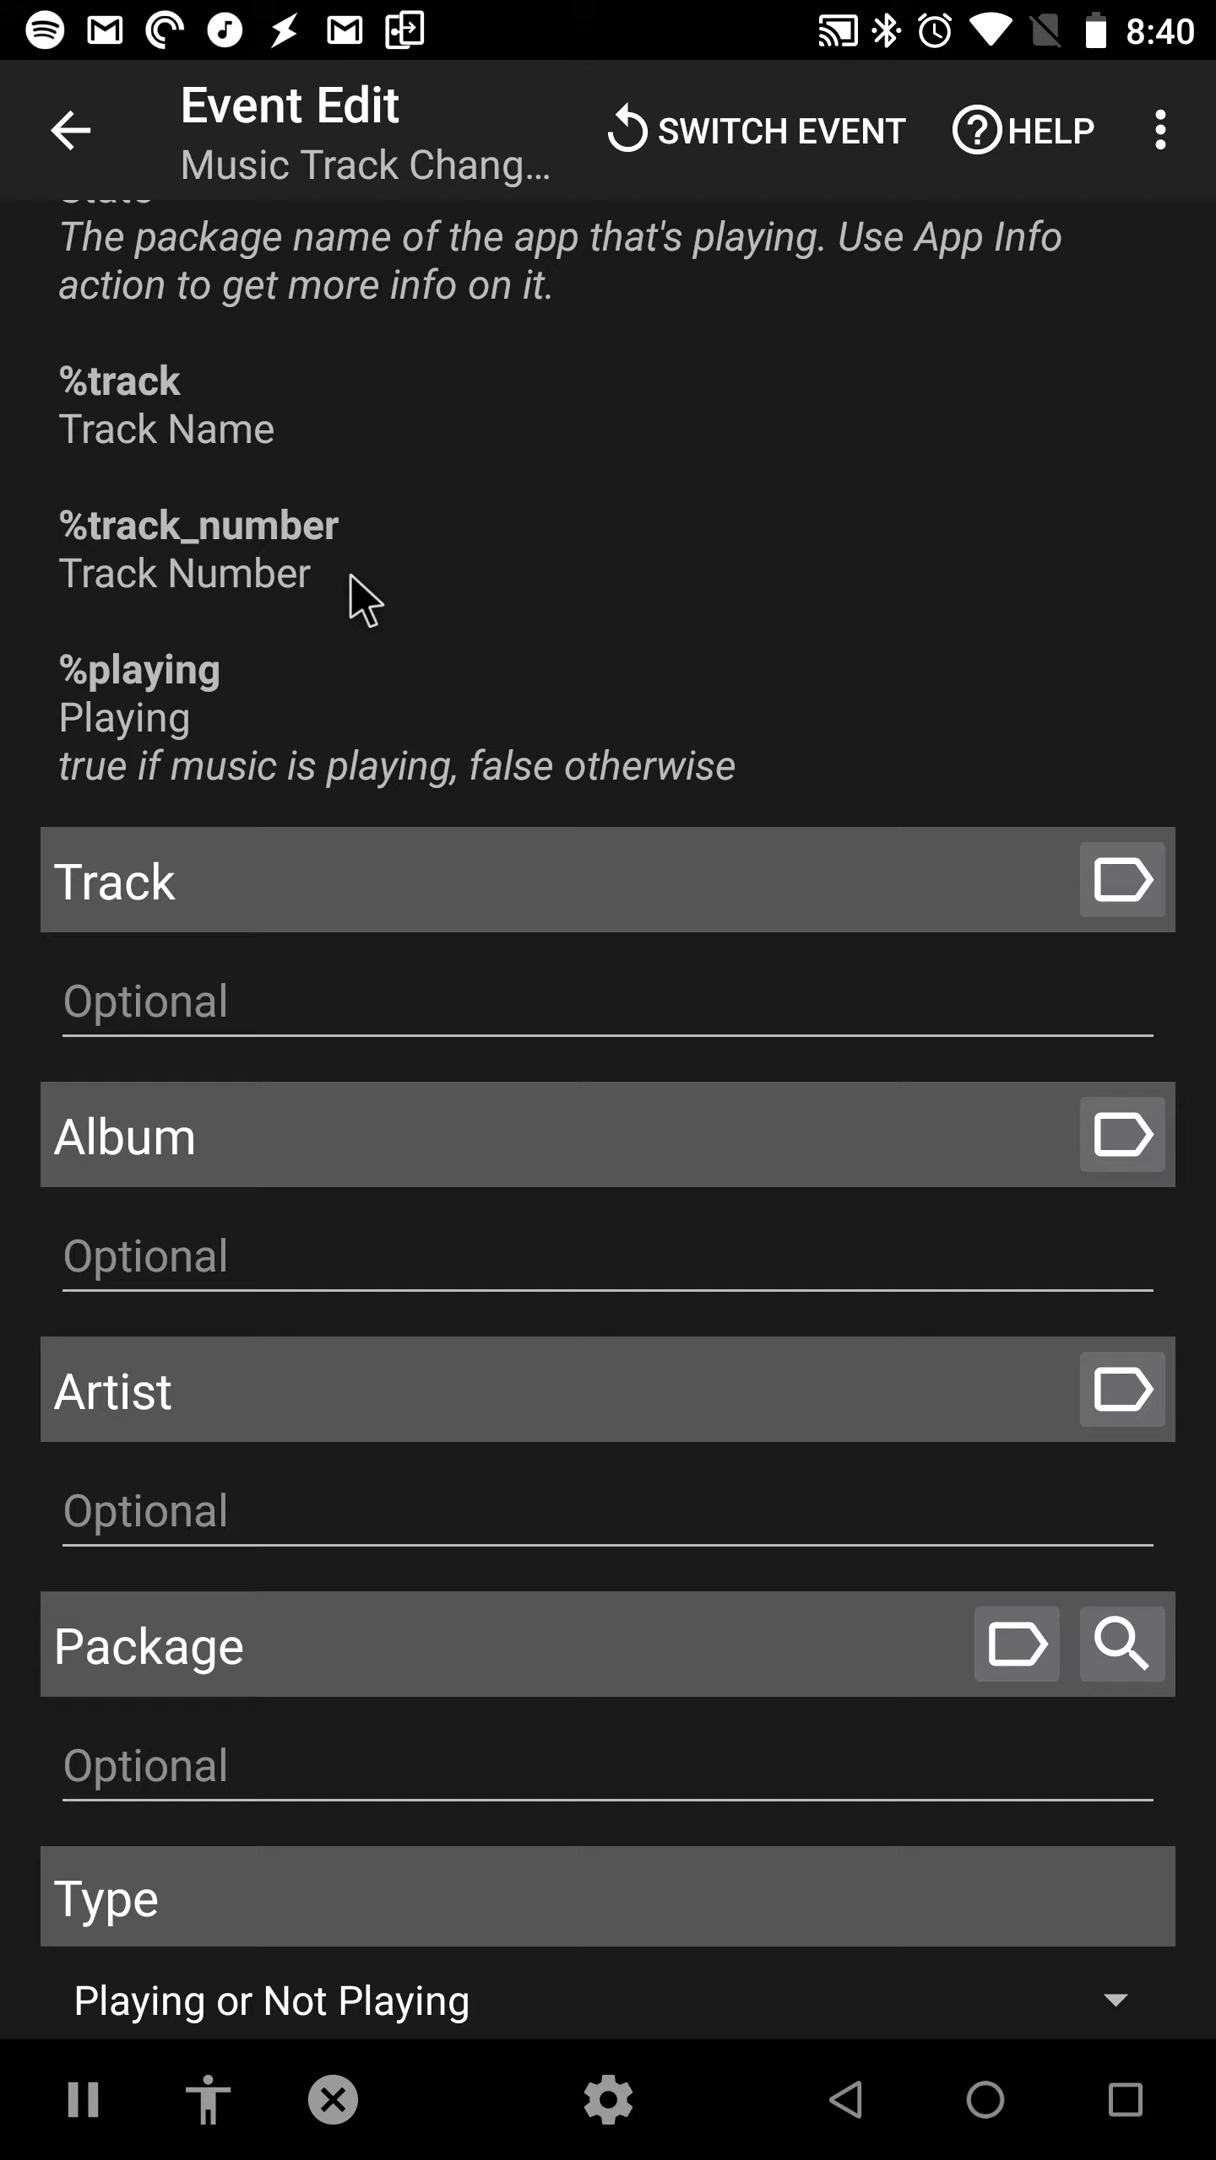 8:40
Event Edit
Music Track Chang...
SWITCH EVENT
HELP
State
The package name of the app that's playing. Use App Info
action to get more info on it.
%track
Track Name
%track_number
Track Number
%playing
Playing
true if music is playing, false otherwise
Track
Optional
Album
Optional
Artist
Optional
Package
Optional
Type
Playing or Not Playing